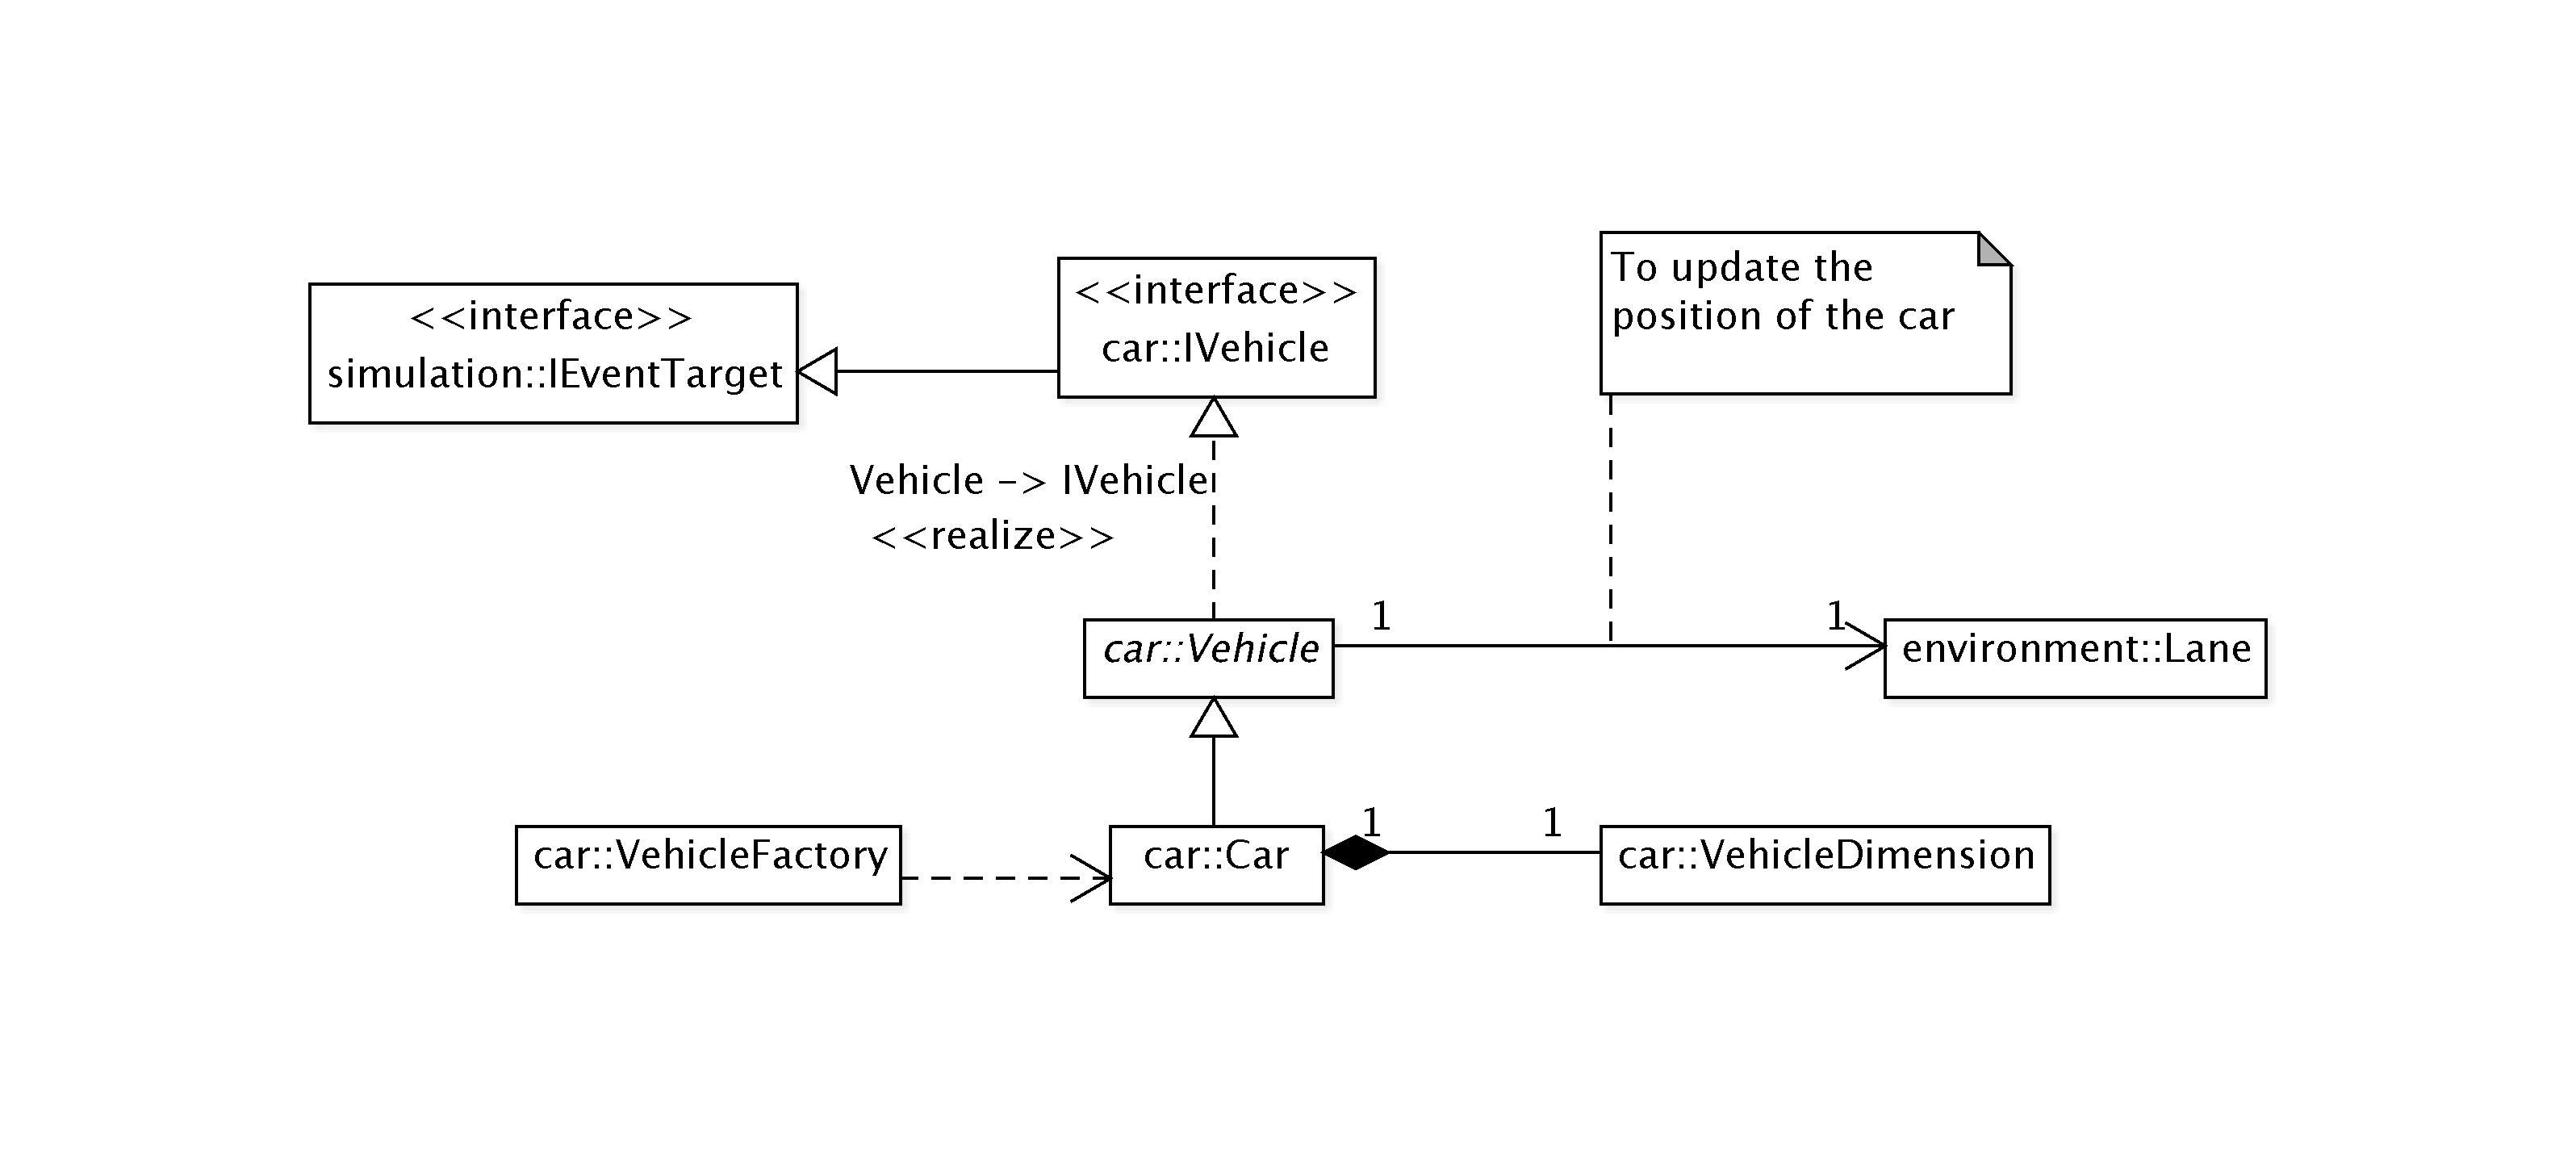 <<interface>>
simulation::IEventTarget
<<interface>>
car::IVehicle
To update the
position of the car
Vehicle -> IVehicle
<<realize>>
car::Vehicle
1
1
environment::Lane
car::VehicleFactory
car::Car
1
1
car::VehicleDimension